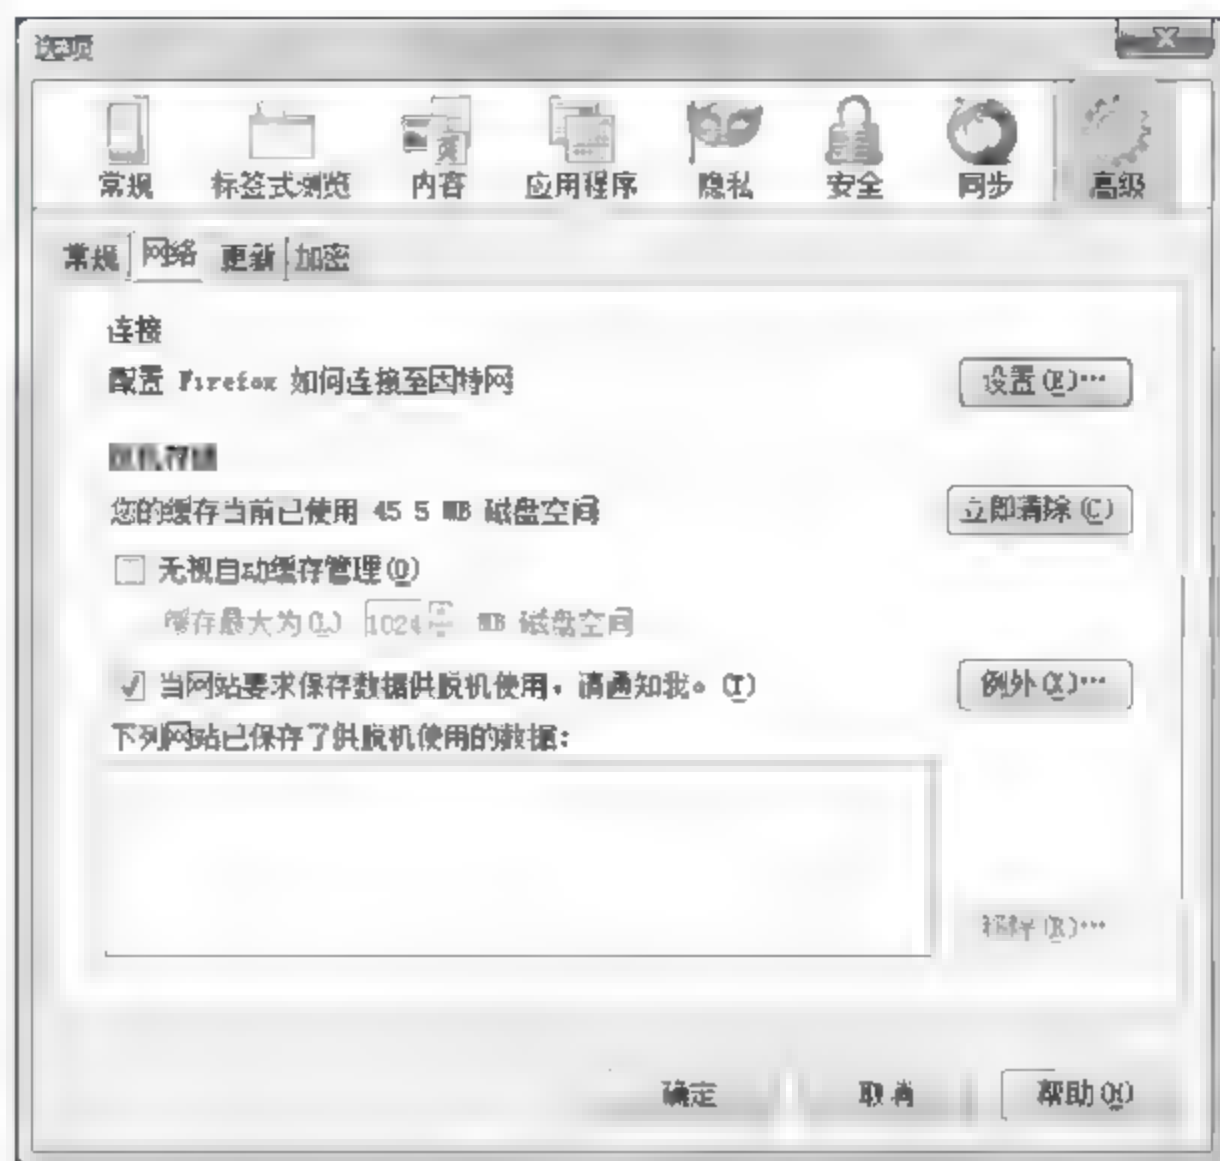 选项
常规 标签式浏览 内容 应用程序 隐私 安全 同步 高级
常规 网络 更新 加密
连接
配置 Firefox 如何连接至因特网 设置(E)…
您的缓存当前已使用 45 5 MB 磁盘空间 立即清除(C)
无视自动缓存管理(O)
缓存最大为(L) 1024 MB 磁盘空间
当网站要求保存数据供脱机使用，请通知我。(T) 例外(X)…
下列网站已保存了供脱机使用的数据：
(R)…
确定 取消 帮助(H)